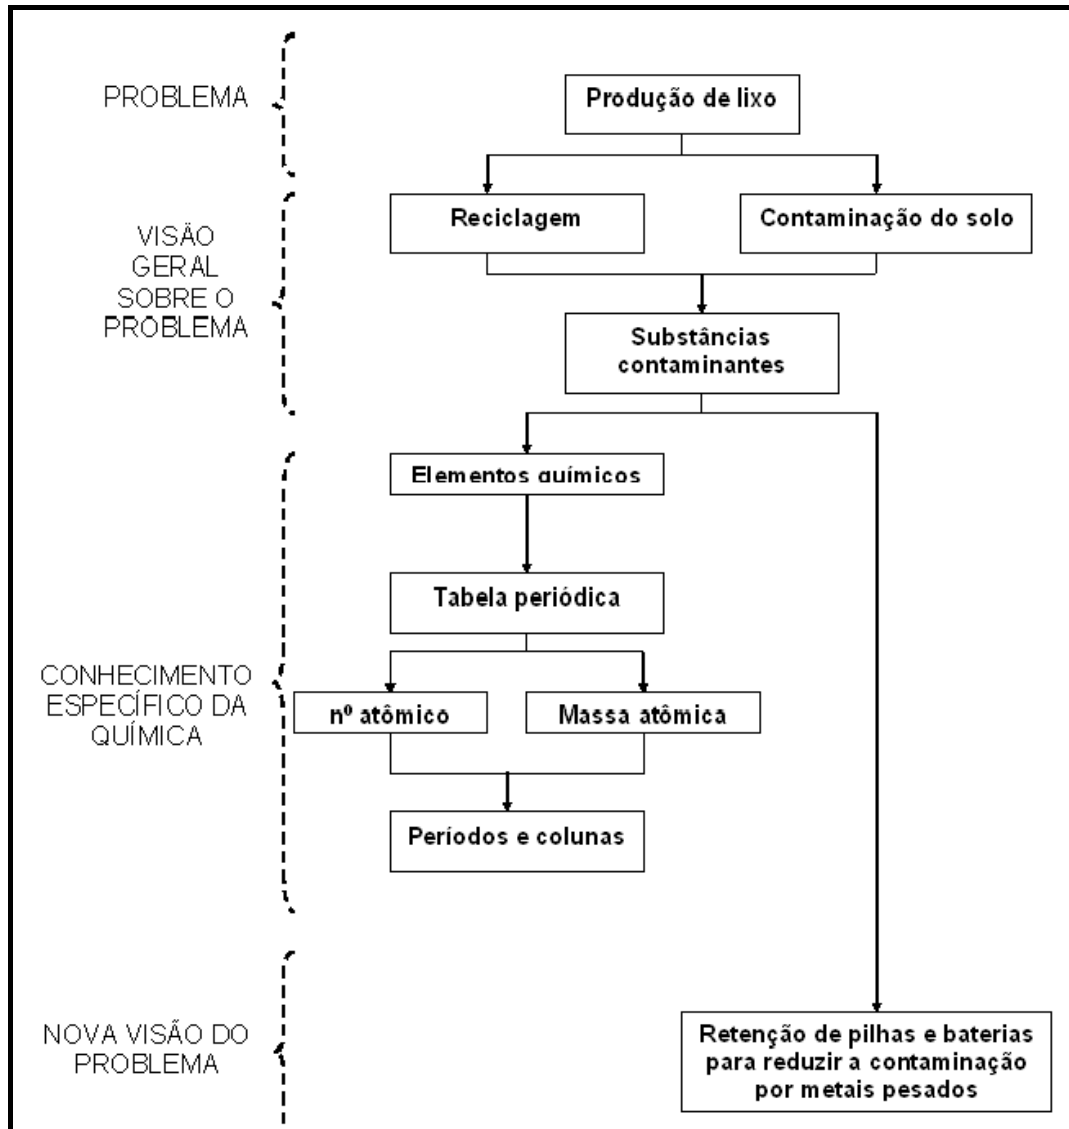 PROBLEMA
Produção de lixo
Reciclagem
Contaminação do solo
VISÃO
GERAL
SOBRE O
PROBLEMA
Substâncias
contaminantes
Elementos químicos
Tabela periódica
CONHECIMENTO
ESPECÍFICO DA
QUÍMICA
nº atômico
Massa atômica
Períodos e colunas
NOVA VISÃO DO
PROBLEMA
Retenção de pilhas e baterias
para reduzir a contaminação
por metais pesados